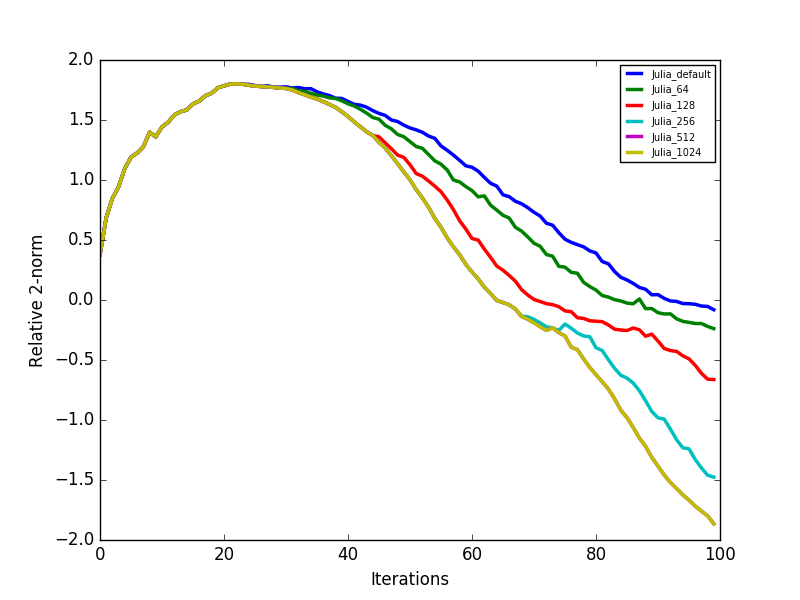 2.0
1.5
1.0
0.5
0.0
−0.5
−1.0
−1.5
−2.0
0 20 40 60 80 100
Relative 2-norm
Iterations
Julia_default
Julia_64
Julia_128
Julia_256
Julia_512
Julia_1024